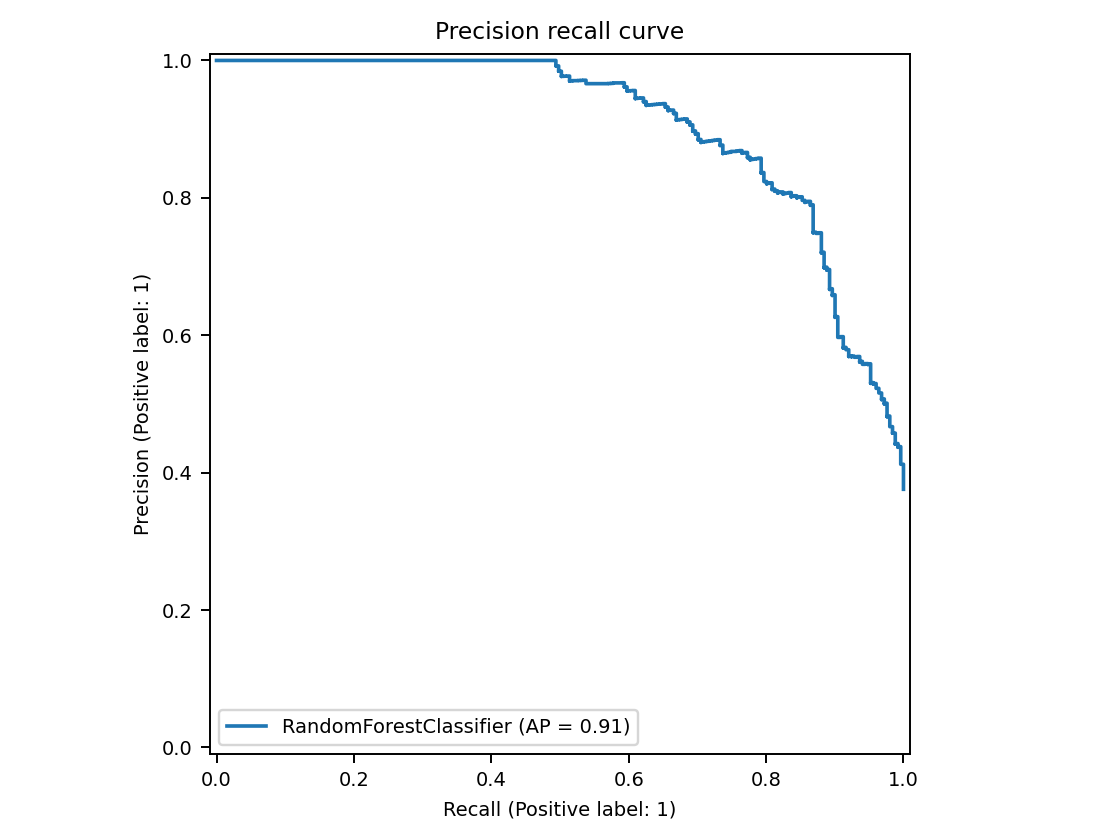 Precision recall curve
1.0
0.8
0.6
0.4
0.2
0.0
Precision (Positive label: 1)
RandomForestClassifier (AP = 0.91)
0.0 0.2 0.4 0.6 0.8 1.0
Recall (Positive label: 1)